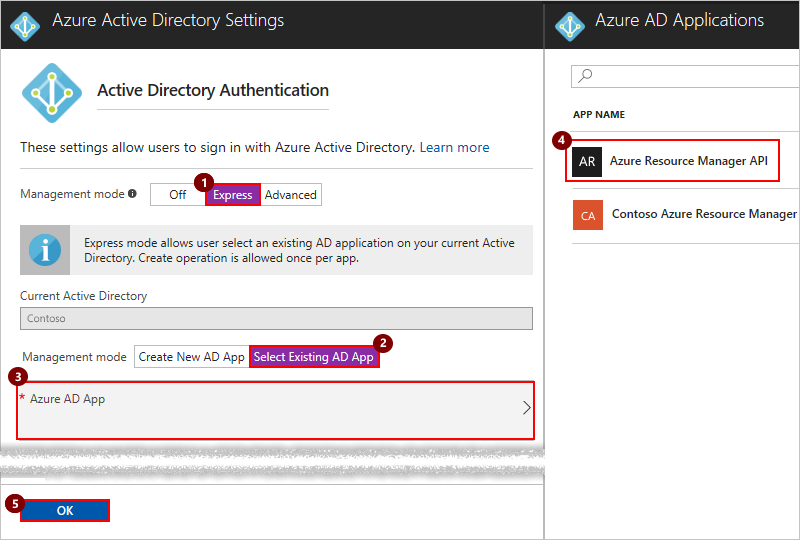 Azure Active Directory Settings
Active Directory Authentication
These settings allow users to sign in with Azure Active Directory. Learn more
1
Management mode Off Express Advanced
Express mode allows user select an existing AD application on your current Active
Directory. Create operation is allowed once per app.
Current Active Directory
Contoso
2
Management mode Create New AD App Select Existing AD App
3
* Azure AD App
5
OK
Azure AD Applications
APP NAME
4
AR Azure Resource Manager API
CA Contoso Azure Resource Manager